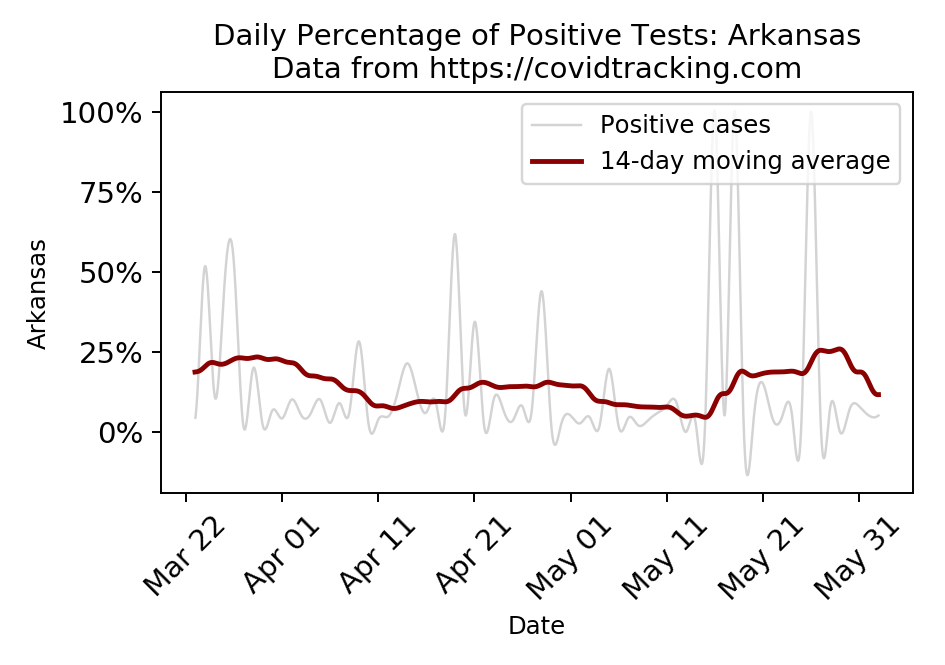 Daily Percentage of Positive Tests: Arkansas
Data from https://covidtracking.com
Positive cases
14-day moving average
100%
75%
50%
25%
0%
Arkansas
Mar 22
Apr 01
Apr 11
Apr 21
May 01
May 11
May 21
May 31
Date